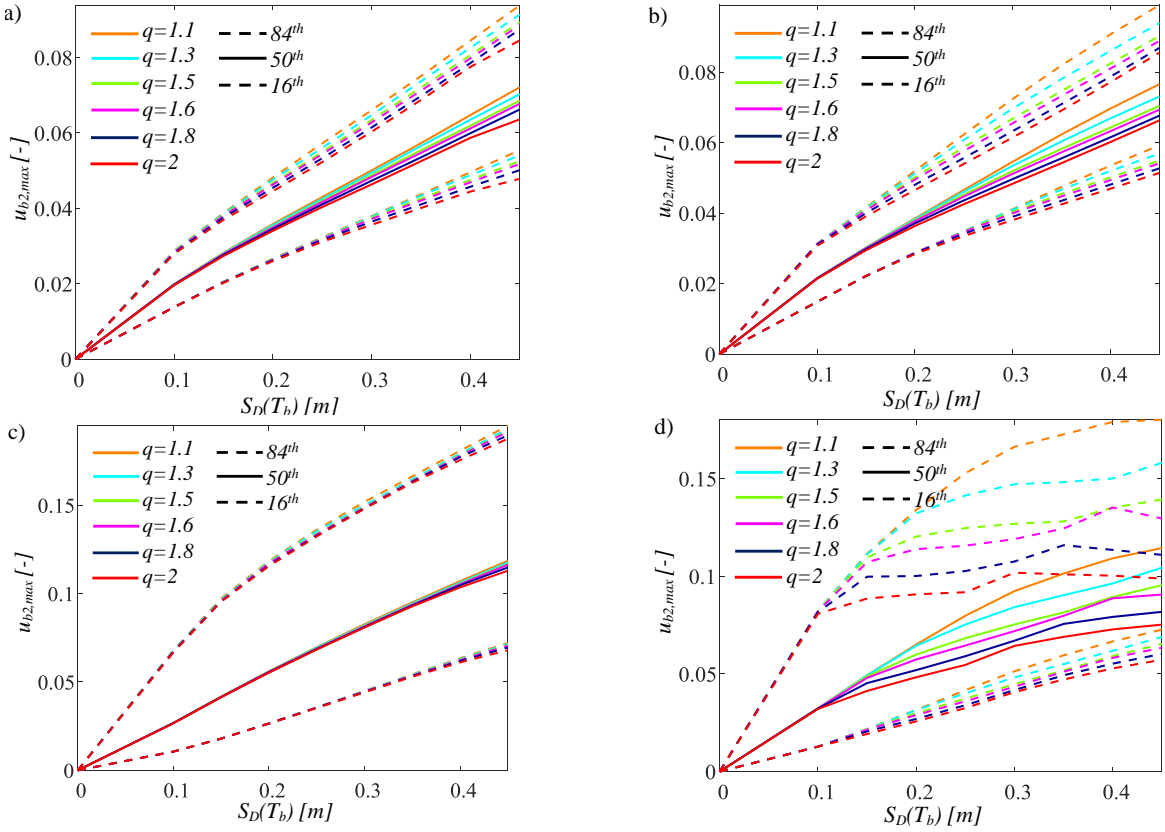 a)
q=1.1 84th
q=1.3 50th
q=1.5 16th
q=1.6
q=1.8
q=2
0.08
0.06
0.04
0.02
0
0 0.1 0.2 0.3 0.4
u_b2,max [-]
S_D(T_b) [m]
b)
q=1.1 84th
q=1.3 50th
q=1.5 16th
q=1.6
q=1.8
q=2
0.08
0.06
0.04
0.02
0
0 0.1 0.2 0.3 0.4
u_b2,max [-]
S_D(T_b) [m]
c)
q=1.1 84th
q=1.3 50th
q=1.5 16th
q=1.6
q=1.8
q=2
0.15
0.1
0.05
0
0 0.1 0.2 0.3 0.4
u_b2,max [-]
S_D(T_b) [m]
d)
q=1.1 84th
q=1.3 50th
q=1.5 16th
q=1.6
q=1.8
q=2
0.15
0.1
0.05
0
0 0.1 0.2 0.3 0.4
u_b2,max [-]
S_D(T_b) [m]